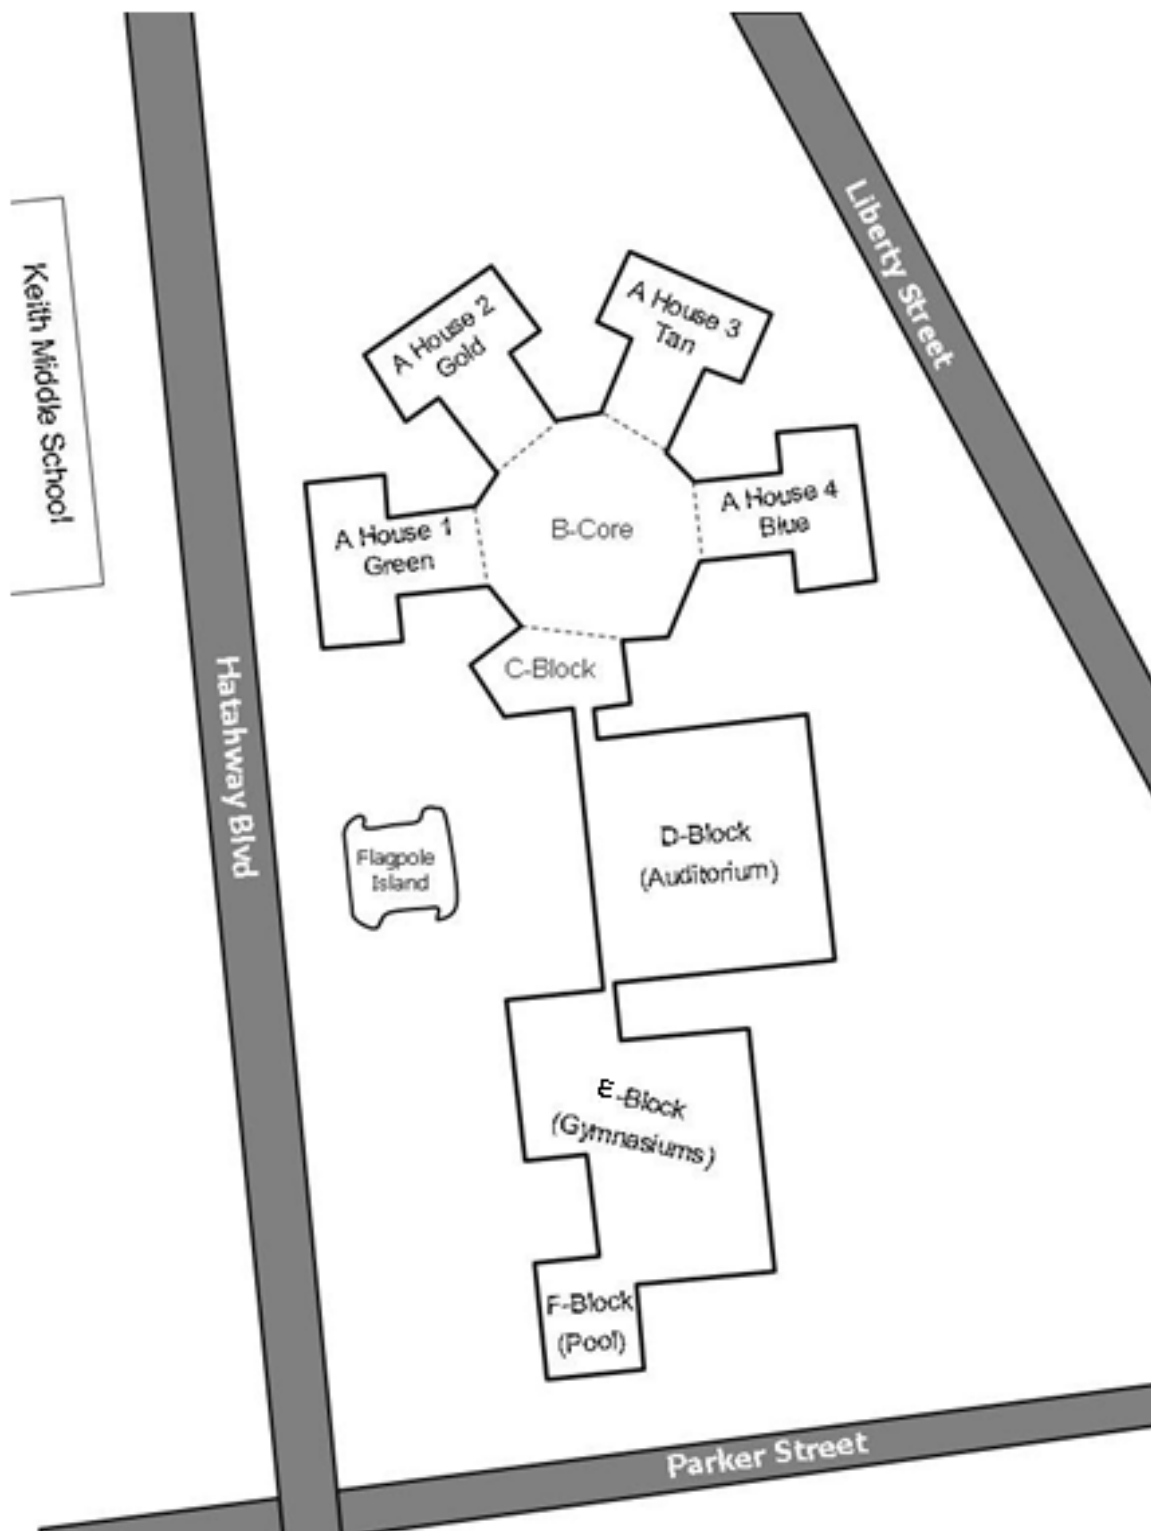 Liberty Street
Keith Middle School
A House 2
Gold
A House 3
Tan
A House 1
Green
B-Core
A House 4
Blue
C-Block
Hatahway Blvd
Flagpole
Island
D-Block
(Auditorium)
E-Block
(Gymnasiums)
F-Block
(Pool)
Parker Street